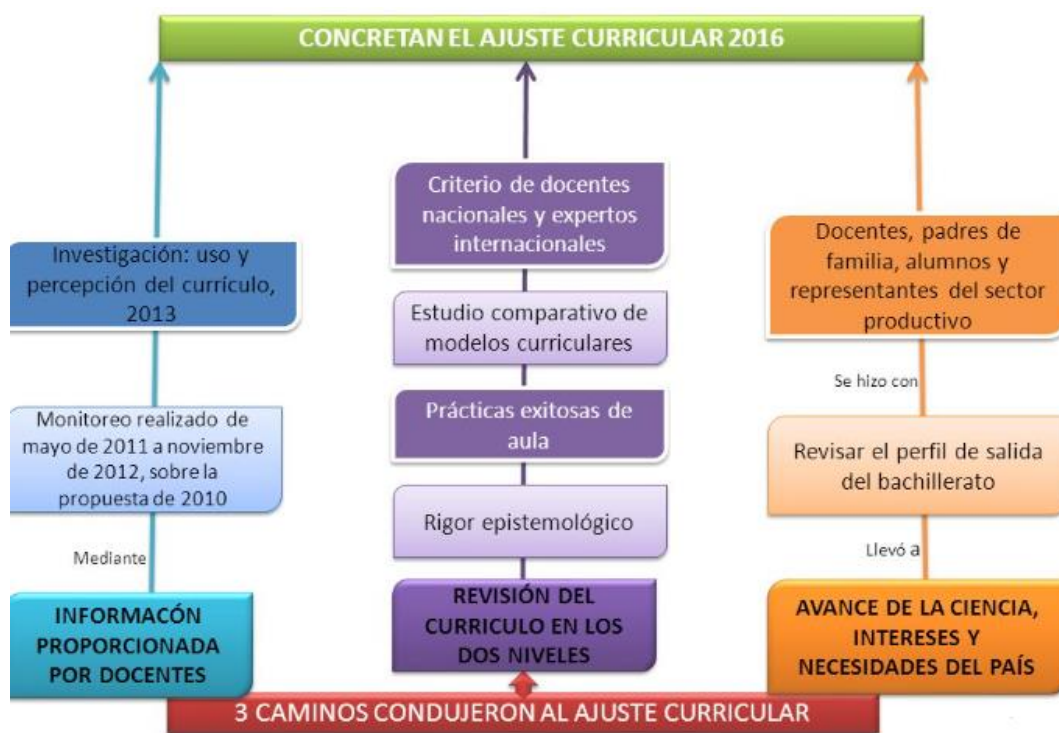 CONCRETAN EL AJUSTE CURRICULAR 2016
Investigación: uso y
percepción del currículo,
2013
Monitoreo realizado de
mayo de 2011 a noviembre
de 2012, sobre la
propuesta de 2010
Mediante
INFORMACÓN
PROPORCIONADA
POR DOCENTES
Criterio de docentes
nacionales y expertos
internacionales
Estudio comparativo de
modelos curriculares
Prácticas exitosas de
aula
Rigor epistemológico
REVISIÓN DEL
CURRICULO EN LOS
DOS NIVELES
Docentes, padres de
familia, alumnos y
representantes del sector
productivo
Se hizo con
Revisar el perfil de salida
del bachillerato
Llevó a
AVANCE DE LA CIENCIA,
INTERESES Y
NECESIDADES DEL PAÍS
3 CAMINOS CONDUJERON AL AJUSTE CURRICULAR